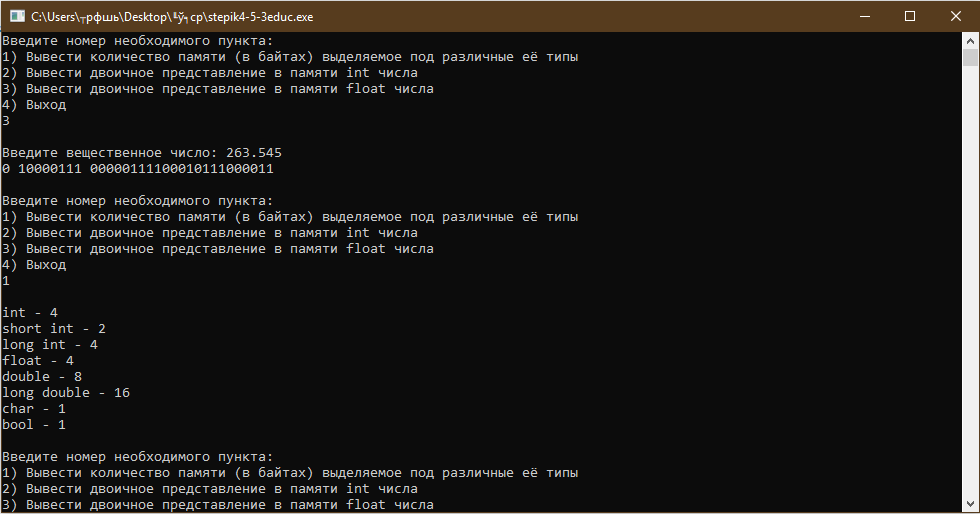 C:\Users\┬рфшь\Desktop\╚ў┐ср\stepik4-5-3educ.exe
Введите номер необходимого пункта:
1) Вывести количество памяти (в байтах) выделяемое под различные её типы
2) Вывести двоичное представление в памяти int числа
3) Вывести двоичное представление в памяти float числа
4) Выход
3
Введите вещественное число: 263.545
0 10000111 00000111100010111000011
Введите номер необходимого пункта:
1) Вывести количество памяти (в байтах) выделяемое под различные её типы
2) Вывести двоичное представление в памяти int числа
3) Вывести двоичное представление в памяти float числа
4) Выход
1
int - 4
short int - 2
long int - 4
float - 4
double - 8
long double - 16
char - 1
bool - 1
Введите номер необходимого пункта:
1) Вывести количество памяти (в байтах) выделяемое под различные её типы
2) Вывести двоичное представление в памяти int числа
3) Вывести двоичное представление в памяти float числа